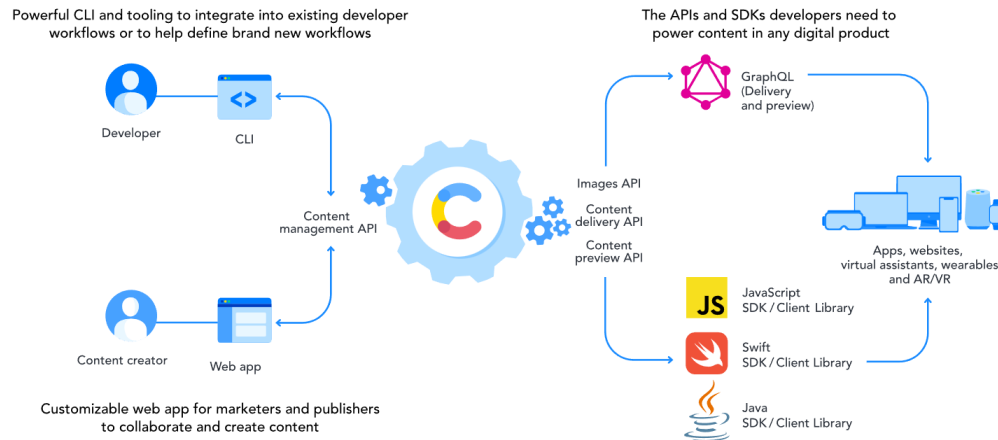 Powerful CLI and tooling to integrate into existing developer
workflows or to help define brand new workflows
Developer
CLI
Content
management API
Content creator
Web app
Customizable web app for marketers and publishers
to collaborate and create content
The APIs and SDKs developers need to
power content in any digital product
GraphQL
(Delivery
and preview)
Images API
Content
delivery API
Content
preview API
JS
JavaScript
SDK / Client Library
Swift
SDK / Client Library
Java
SDK / Client Library
Apps, websites,
virtual assistants, wearables
and AR/VR